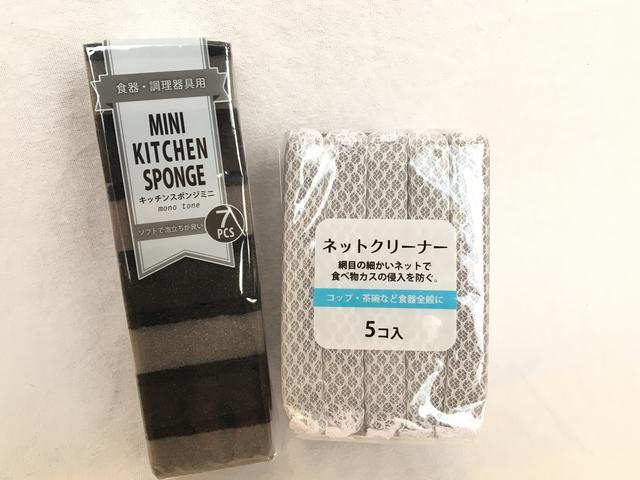 食器・調理器具用
MINI
KITCHEN
SPONGE
キッチンスポンジミニ
mono tone
ソフトで泡立ちが良い
7
PCS
ネットクリーナー
網目の細かいネットで
食べ物カスの侵入を防ぐ。
コップ・茶碗など食器全般に
5コ入